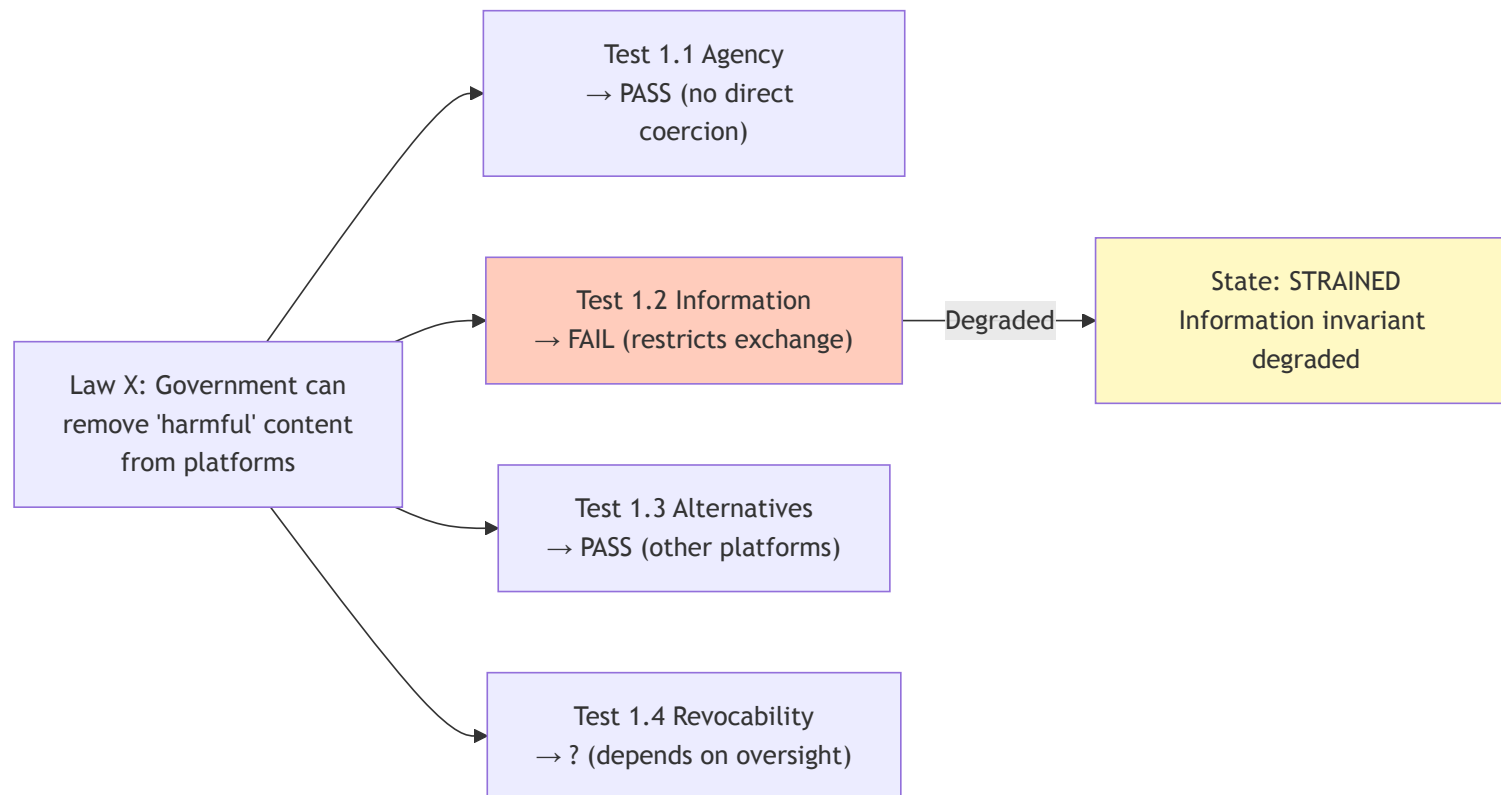 Test 1.1 Agency
→ PASS (no direct
coercion)
Test 1.2 Information
→ FAIL (restricts exchange)
Degraded
State: STRAINED
Information invariant
degraded
Law X: Government can
remove 'harmful' content
from platforms
Test 1.3 Alternatives
→ PASS (other platforms)
Test 1.4 Revocability
→ ? (depends on oversight)